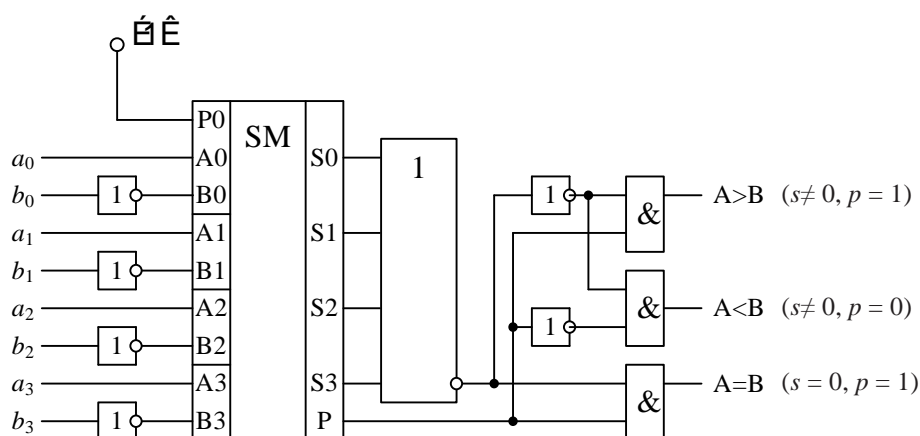 P0
SM
a₀ A0 S0 1
b₀ 1 B0 1 & A>B (s≠ 0, p = 1)
a₁ A1 S1
b₁ 1 B1
a₂ A2 S2 & A<B (s≠ 0, p = 0)
b₂ 1 B2 1
a₃ A3 S3 A=B (s = 0, p = 1)
b₃ 1 B3 P &